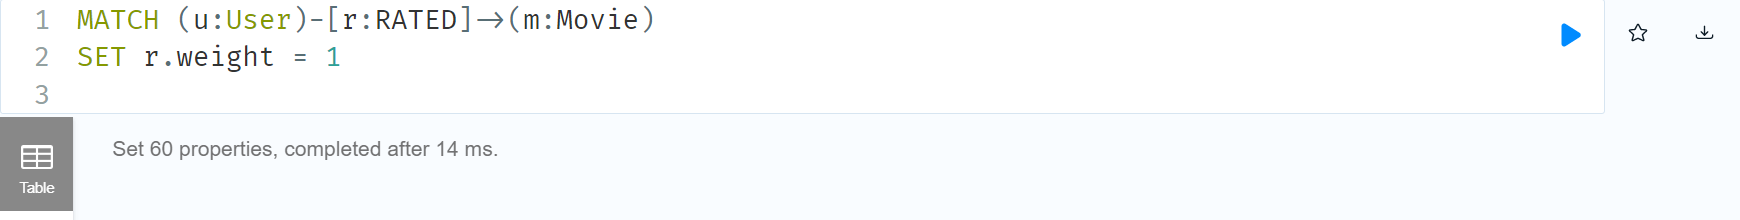 1 MATCH (u:User)-[r:RATED]->(m:Movie)
2 SET r.weight = 1
3
Set 60 properties, completed after 14 ms.
Table